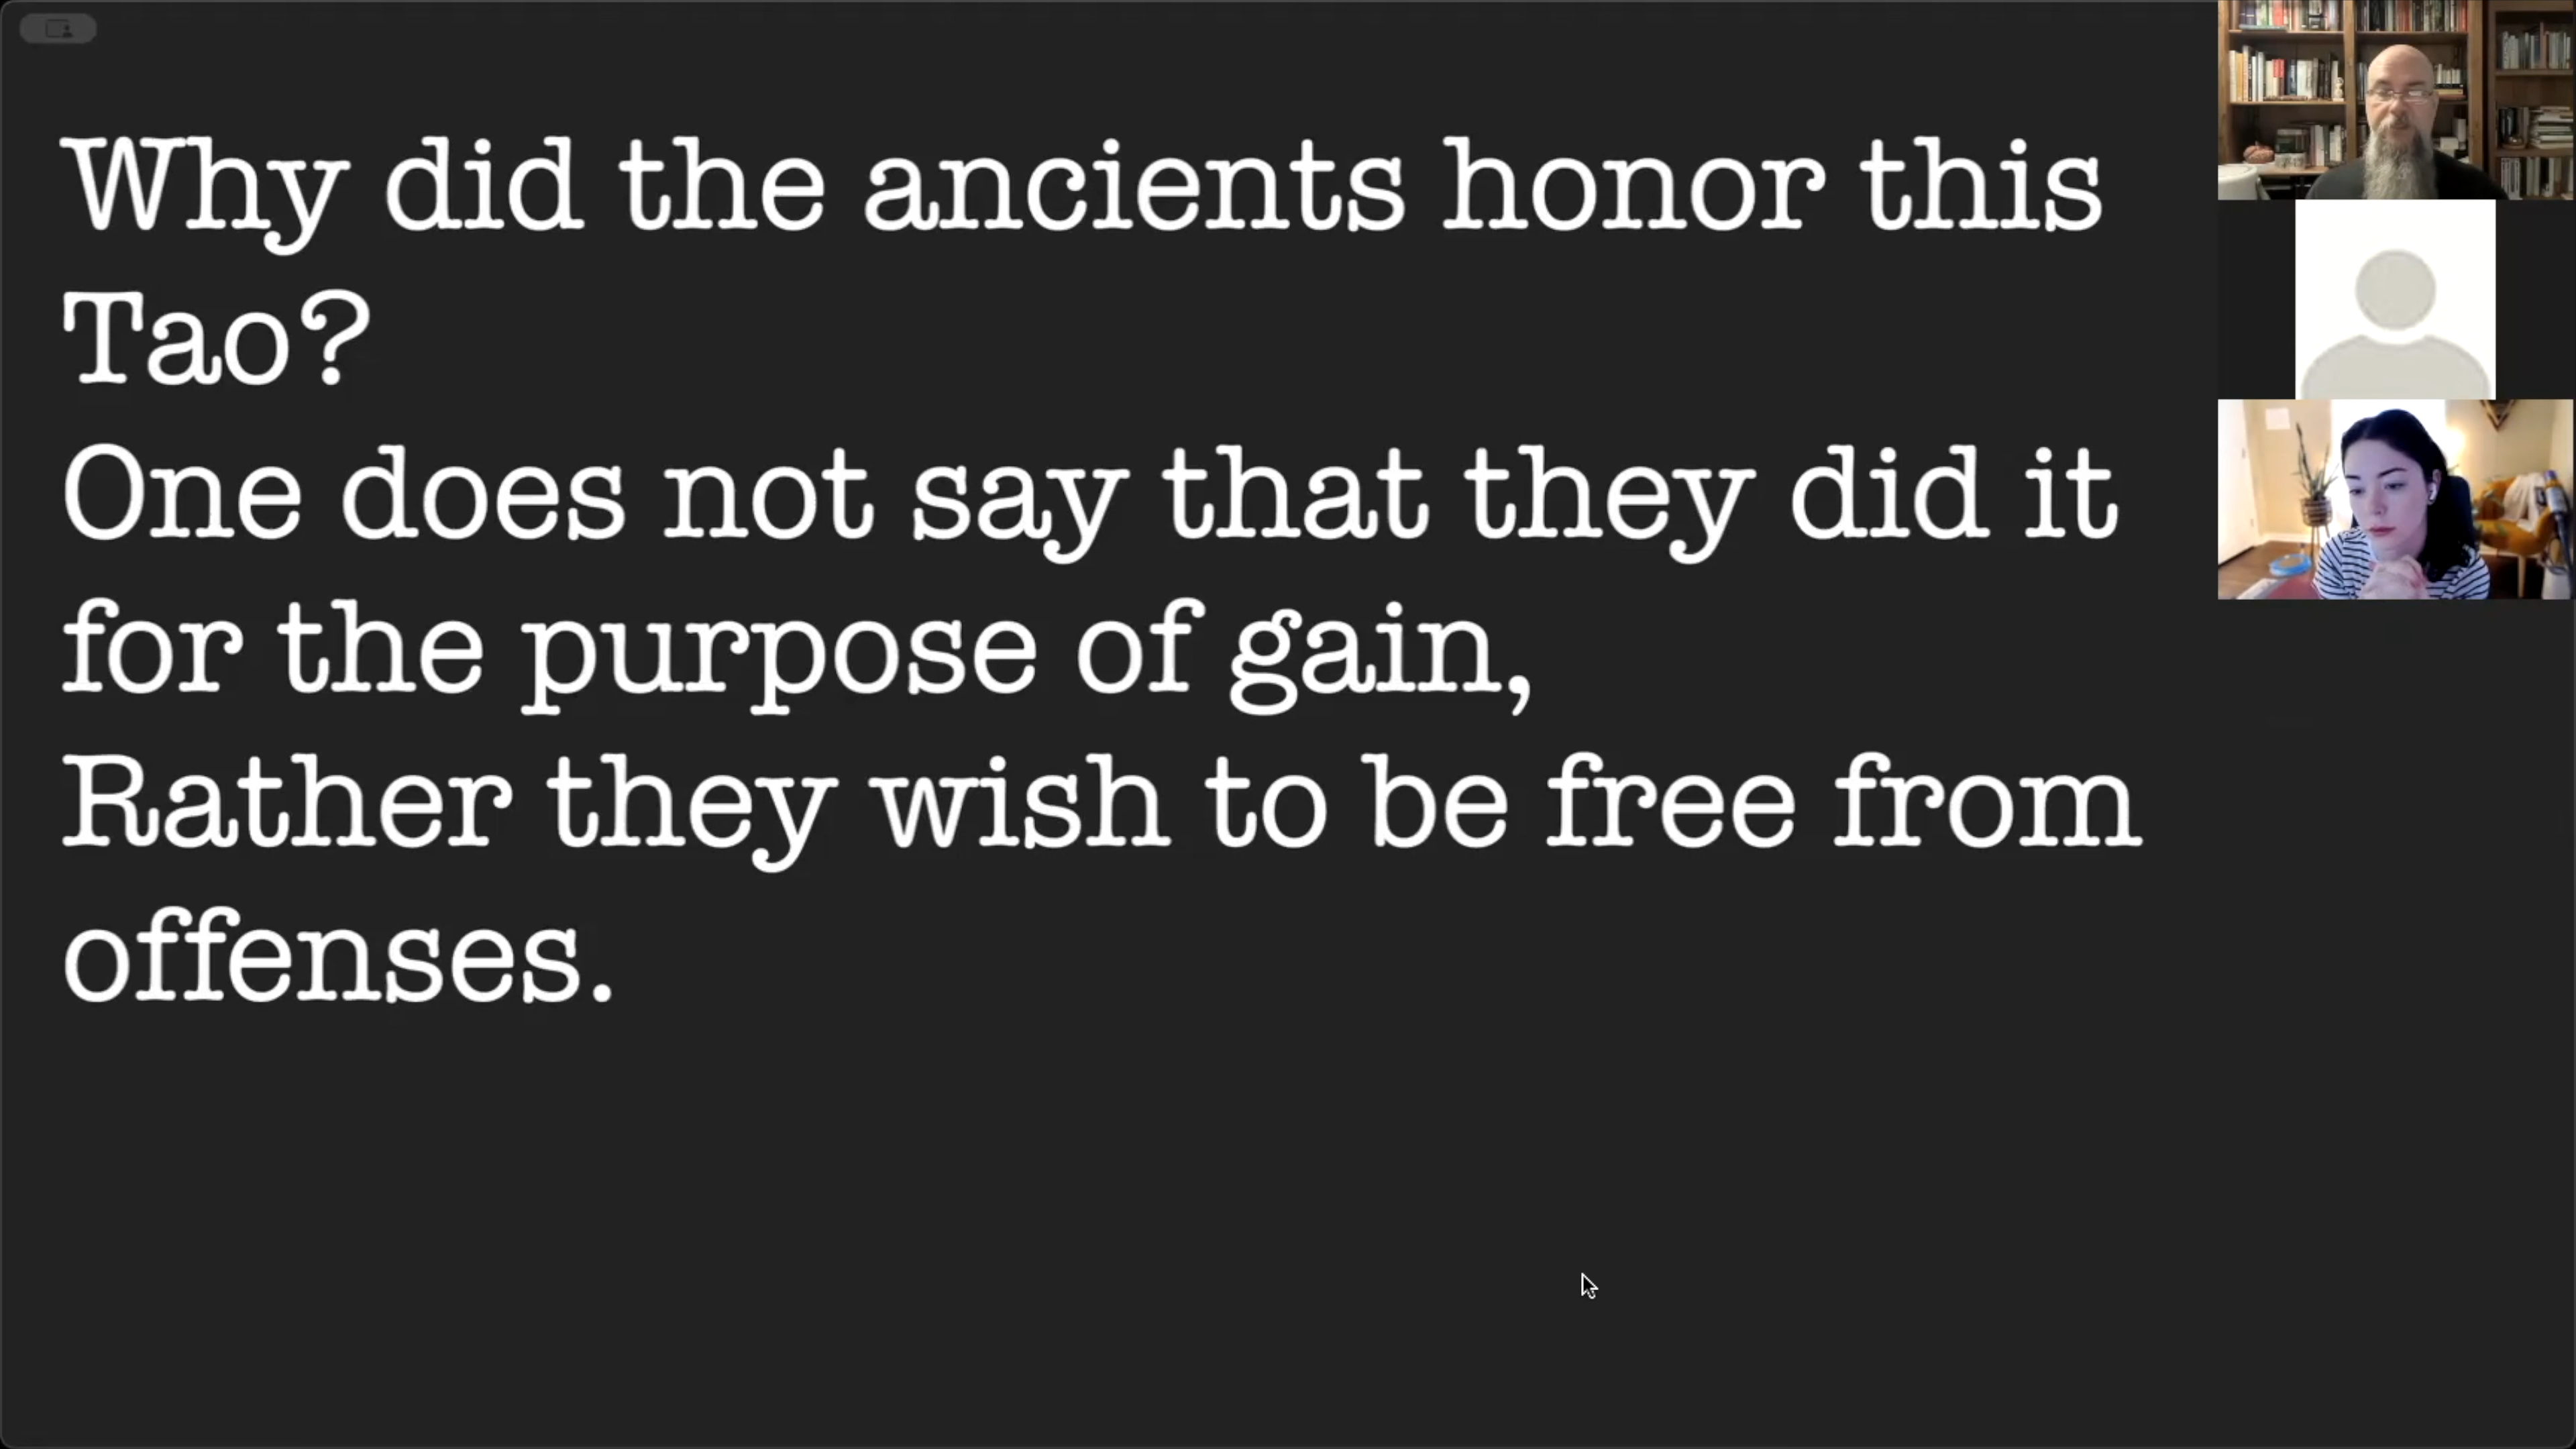 Why did the ancients honor this
Tao?
One does not say that they did it
for the purpose of gain,
Rather they wish to be free from
offenses.